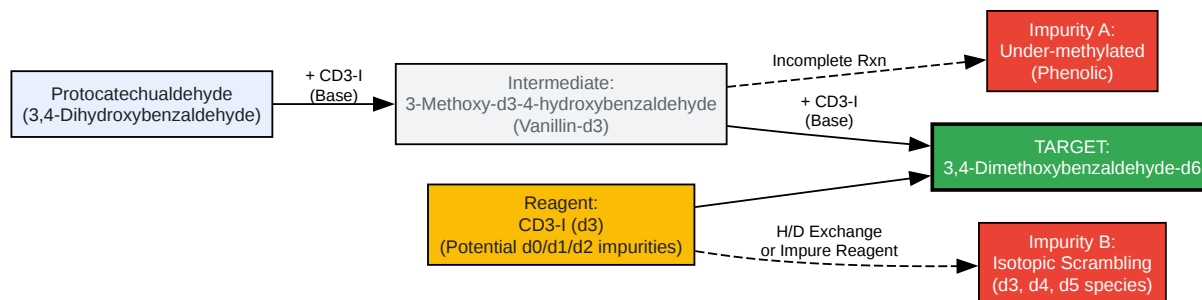 Protocatechualdehyde
(3,4-Dihydroxybenzaldehyde)
+ CD3-I
(Base)
Intermediate:
3-Methoxy-d3-4-hydroxybenzaldehyde
(Vanillin-d3)
Incomplete Rxn
+ CD3-I
(Base)
Impurity A:
Under-methylated
(Phenolic)
TARGET:
3,4-Dimethoxybenzaldehyde-d6
Reagent:
CD3-I (d3)
(Potential d0/d1/d2 impurities)
H/D Exchange
or Impure Reagent
Impurity B:
Isotopic Scrambling
(d3, d4, d5 species)